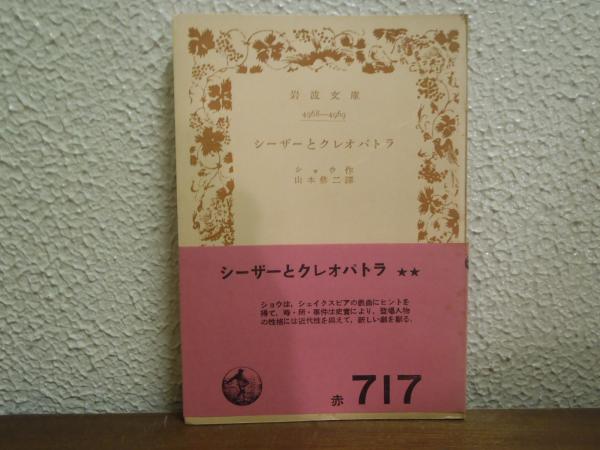 岩波文庫
4968—4969
シーザーとクレオパトラ
ショウ作
山本修二譯
シーザーとクレオパトラ ★★
ショウは、シェイクスピアの戯曲にヒントを
得て、時・所・事件は史實により、登場人物
の性格には近代性を與えて、新しい劇を創る。
赤 717